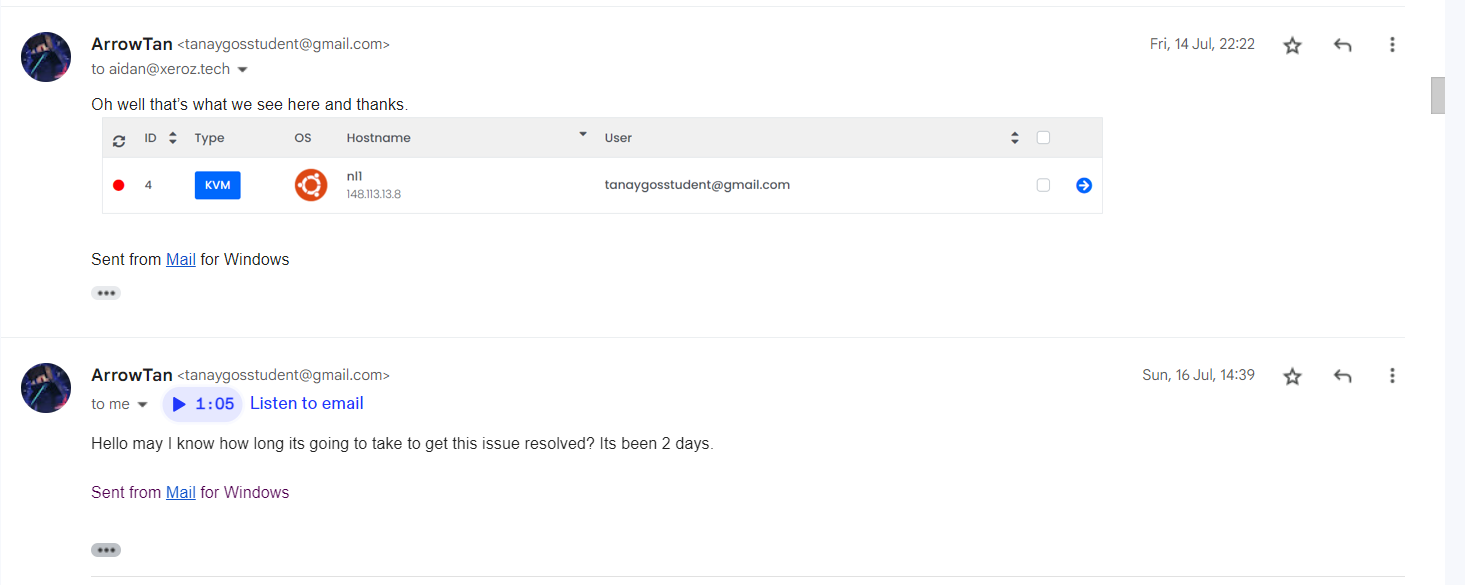 ArrowTan <tanaygosstudent@gmail.com> Fri, 14 Jul, 22:22
to aidan@xeroz.tech
Oh well that's what we see here and thanks.
ID Type OS Hostname User
4 KVM nl1 tanaygosstudent@gmail.com
148.113.13.8
Sent from Mail for Windows
ArrowTan <tanaygosstudent@gmail.com> Sun, 16 Jul, 14:39
to me 1:05 Listen to email
Hello may I know how long its going to take to get this issue resolved? Its been 2 days.
Sent from Mail for Windows